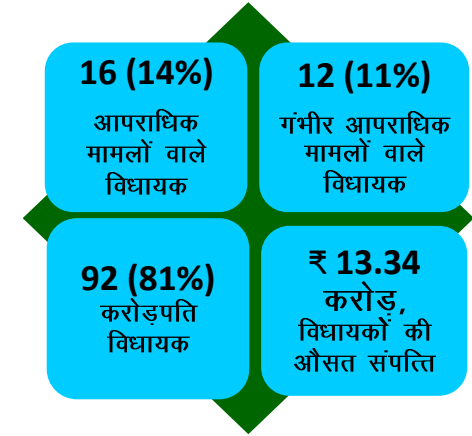 16 (14%)
आपराधिक
मामलों वाले
विधायक
12 (11%)
गंभीर आपराधिक
मामलों वाले
विधायक
92 (81%)
करोड़पति
विधायक
₹ 13.34
करोड़,
विधायकों की
औसत संपत्ति